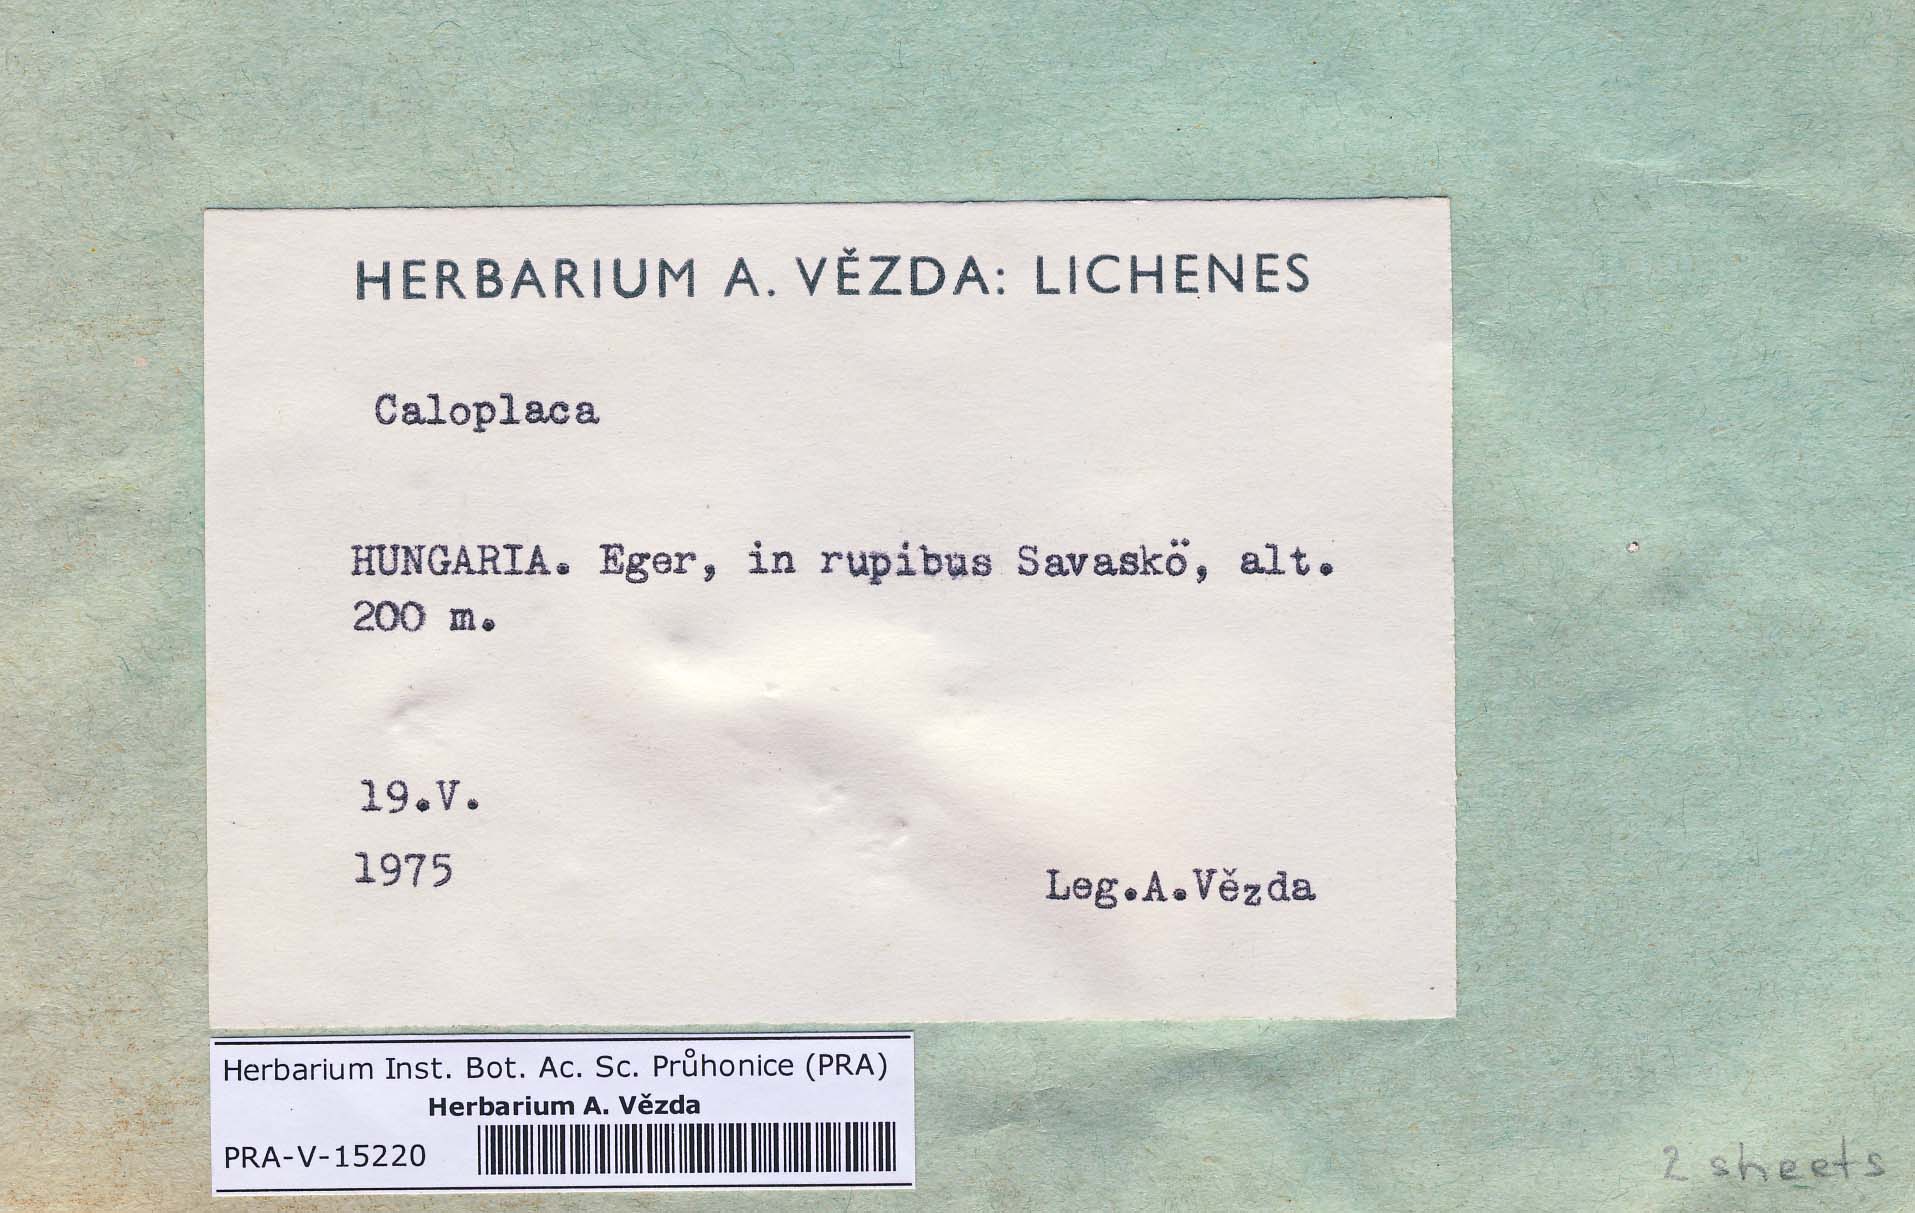 HERBARIUM A. VĚZDA: LICHENES
Caloplaca
HUNGARIA. Eger, in rupibus Savaskö, alt.
200 m.
19.V.
1975
Leg.A.Vězda
Herbarium Inst. Bot. Ac. Sc. Průhonice (PRA)
Herbarium A. Vězda
PRA-V-15220
2 sheets